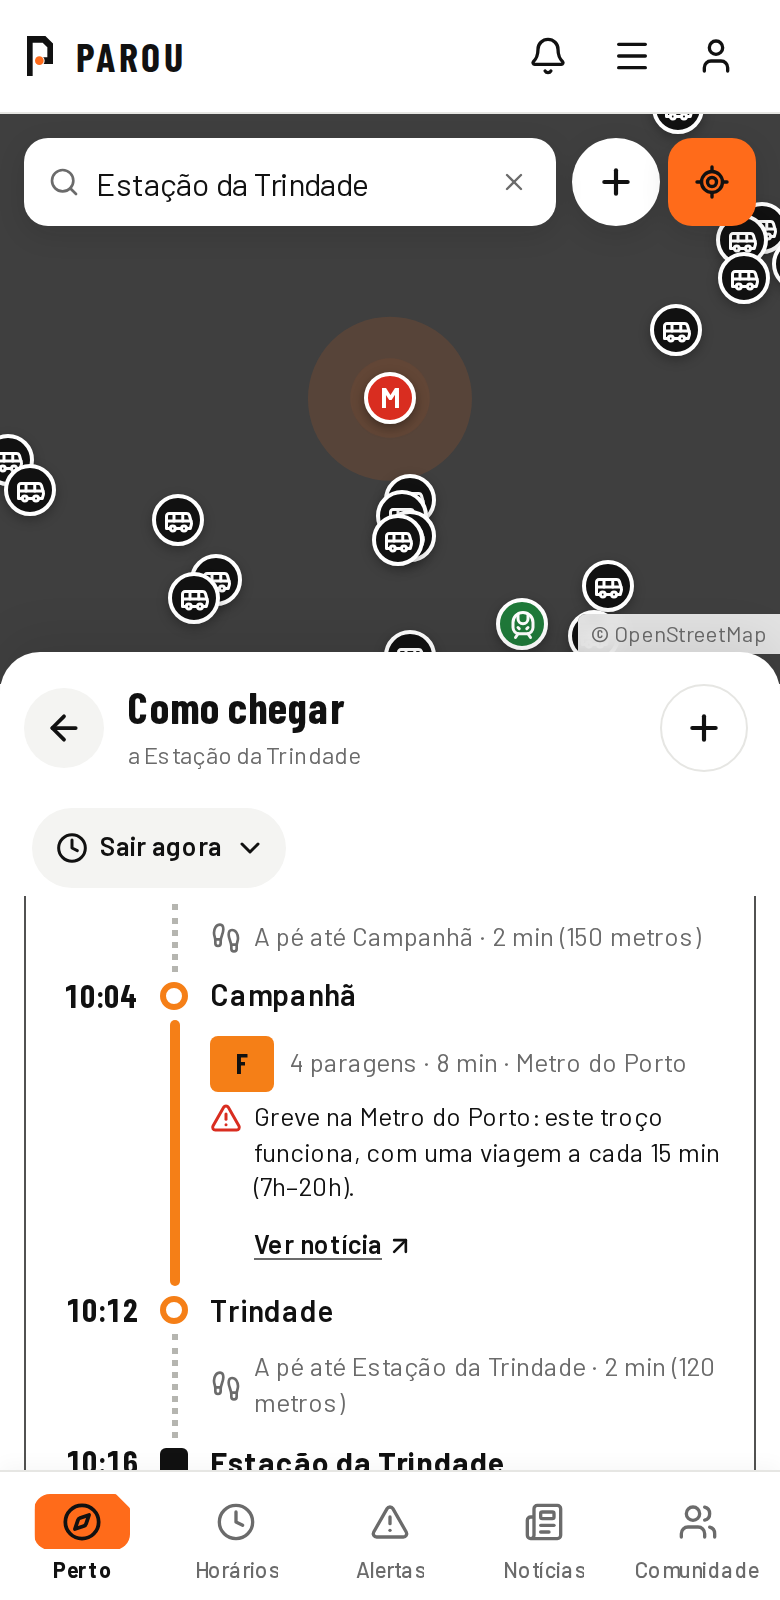 PAROU
Estação da Trindade
M
© OpenStreetMap
Como chegar
a Estação da Trindade
Sair agora
A pé até Campanhã · 2 min (150 metros)
10:04 Campanhã
F 4 paragens · 8 min · Metro do Porto
Greve na Metro do Porto: este troço
funciona, com uma viagem a cada 15 min
(7h–20h).
Ver notícia
10:12 Trindade
A pé até Estação da Trindade · 2 min (120
metros)
10:16 Estação da Trindade
Perto Horários Alertas Notícias Comunidade